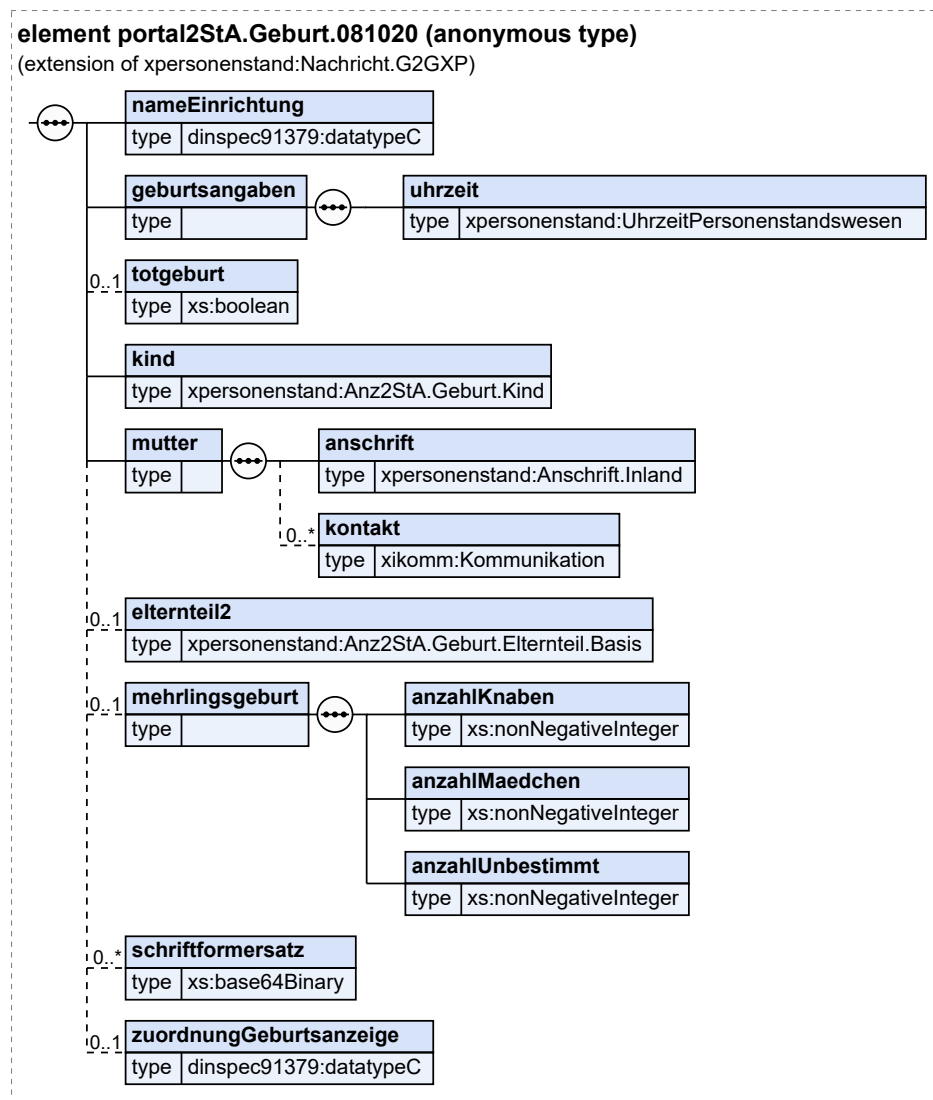 element portal2StA.Geburt.081020 (anonymous type)
(extension of xpersonenstand:Nachricht.G2GXP)
nameEinrichtung
type dinspec91379:datatypeC
geburtsangaben
type
uhrzeit
type xpersonenstand:UhrzeitPersonenstandswesen
0..1
totgeburt
type xs:boolean
kind
type xpersonenstand:Anz2StA.Geburt.Kind
mutter
type
anschrift
type xpersonenstand:Anschrift.Inland
0..*
kontakt
type xikomm:Kommunikation
0..1
elternteil2
type xpersonenstand:Anz2StA.Geburt.Elternteil.Basis
0..1
mehrlingsgeburt
type
anzahlKnaben
type xs:nonNegativeInteger
anzahlMaedchen
type xs:nonNegativeInteger
anzahlUnbestimmt
type xs:nonNegativeInteger
0..*
schriftformersatz
type xs:base64Binary
0..1
zuordnungGeburtsanzeige
type dinspec91379:datatypeC